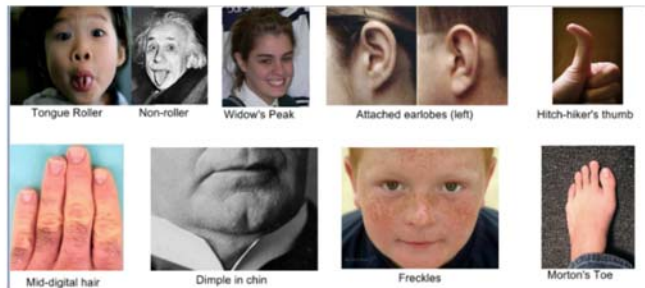 Tongue Roller
Non-roller
Widow's Peak
Attached earlobes (left)
Hitch-hiker's thumb
Mid-digital hair
Dimple in chin
Freckles
Morton's Toe